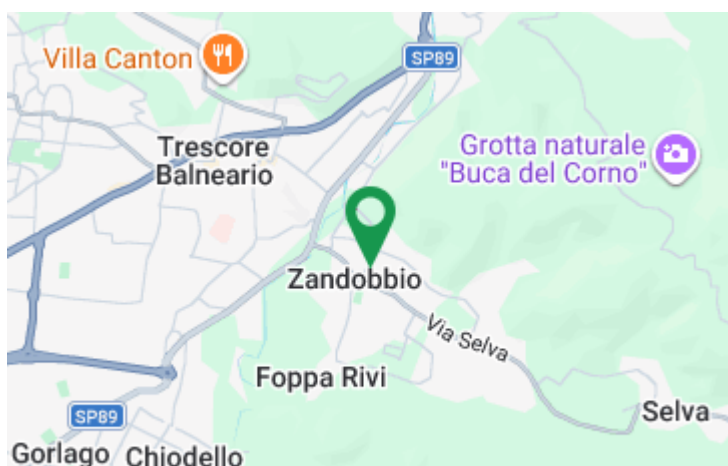 Villa Canton
SP89
Trescore
Balneario
Grotta naturale
"Buca del Corno"
Zandobbio
Via Selva
Foppa Rivi
Selva
SP89
Gorlago
Chiodello